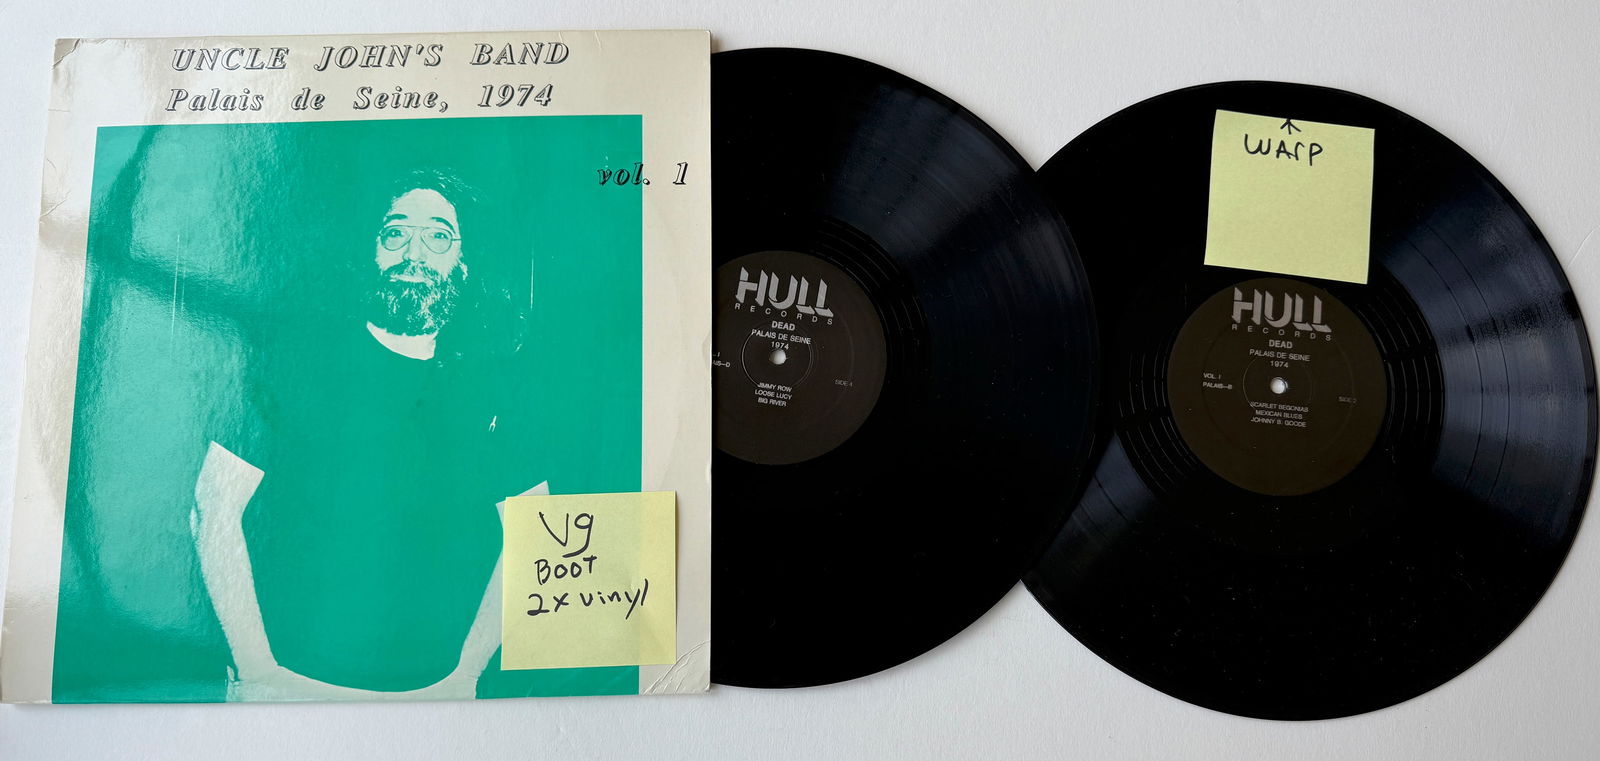 UNCLE JOHN'S BAND
Palais de Seine, 1974
vol. 1
Vg
BOOT
2x vinyl
HULL
RECORDS
DEAD
PALAIS DE SEINE
1974
SIDE 4
JIMMY ROW
LOOSE LUCY
BIG RIVER
WARP
HULL
RECORDS
DEAD
PALAIS DE SEINE
1974
VOL. I
PALAIS—B
SIDE 2
SCARLET BEGONIAS
MEXICAN BLUES
JOHNNY B. GOODE